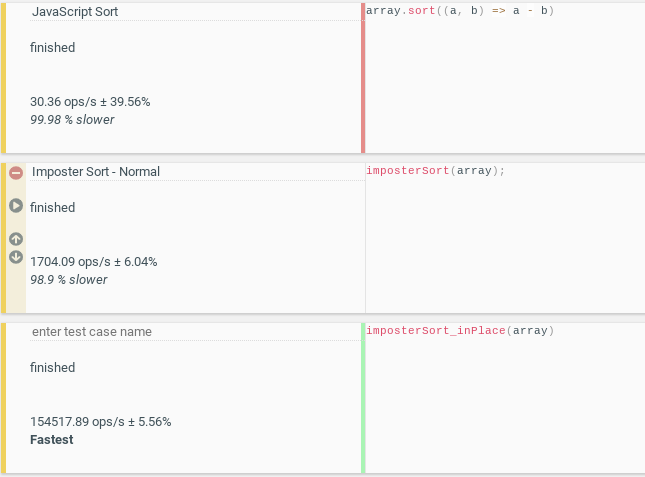 JavaScript Sort
array.sort((a, b) => a - b)
finished
30.36 ops/s ± 39.56%
99.98 % slower
Imposter Sort - Normal
imposterSort(array);
finished
1704.09 ops/s ± 6.04%
98.9 % slower
enter test case name
imposterSort_inPlace(array)
finished
154517.89 ops/s ± 5.56%
Fastest